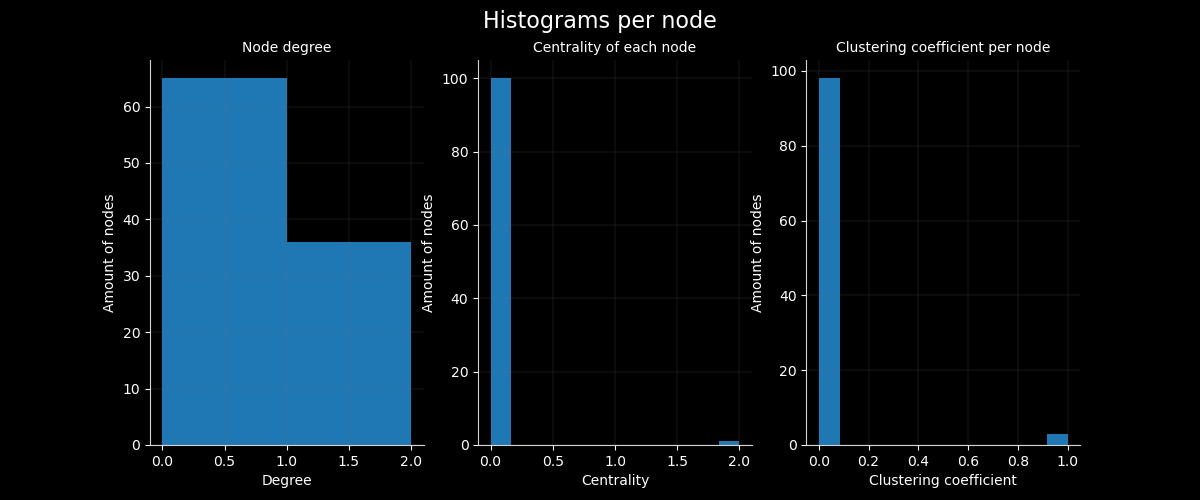 Histograms per node
Node degree
Amount of nodes
60
50
40
30
20
10
0
0.0 0.5 1.0 1.5 2.0
Degree
Centrality of each node
Amount of nodes
100
80
60
40
20
0
0.0 0.5 1.0 1.5 2.0
Centrality
Clustering coefficient per node
Amount of nodes
100
80
60
40
20
0
0.0 0.2 0.4 0.6 0.8 1.0
Clustering coefficient